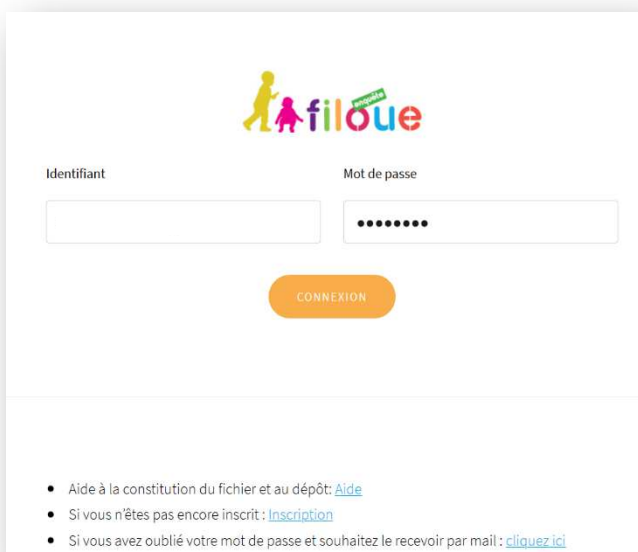 enquête
filoue
Identifiant Mot de passe
••••••••
CONNEXION
• Aide à la constitution du fichier et au dépôt: Aide
• Si vous n'êtes pas encore inscrit : Inscription
• Si vous avez oublié votre mot de passe et souhaitez le recevoir par mail : cliquez ici